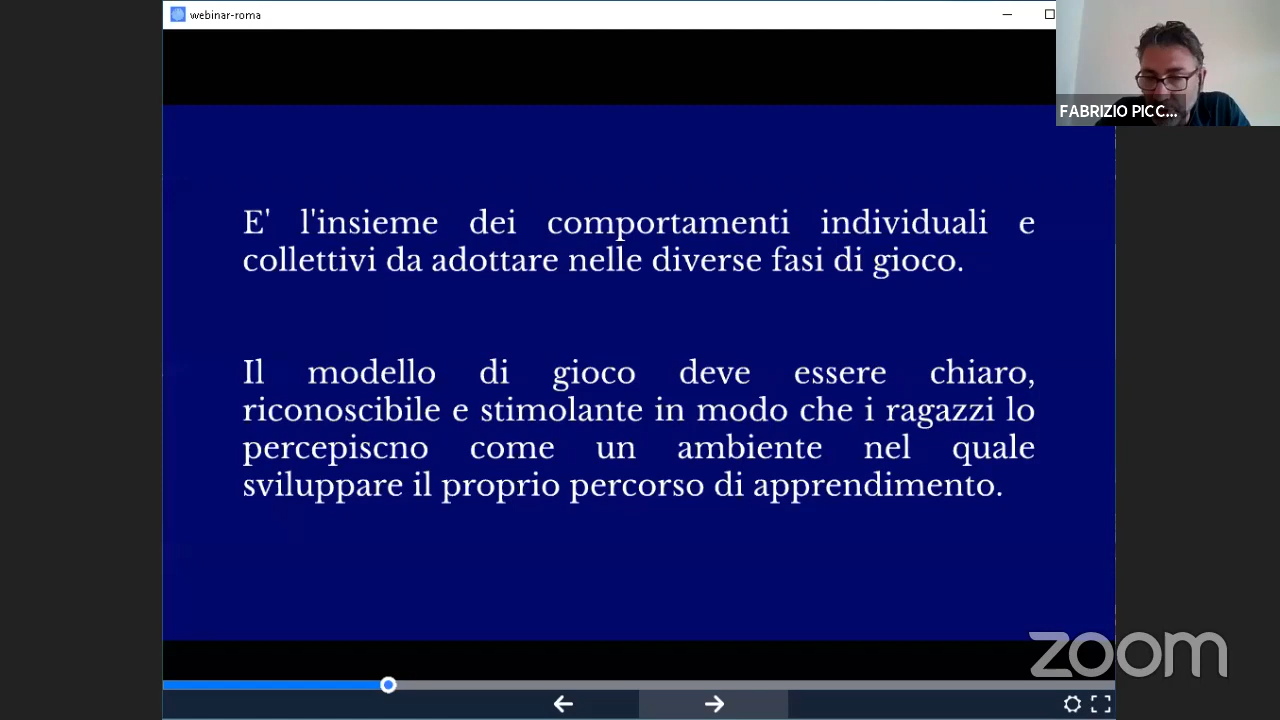 webinar-roma
FABRIZIO PICC...
E' l'insieme dei comportamenti individuali e
collettivi da adottare nelle diverse fasi di gioco.
Il modello di gioco deve essere chiaro,
riconoscibile e stimolante in modo che i ragazzi lo
percepiscno come un ambiente nel quale
sviluppare il proprio percorso di apprendimento.
zoom